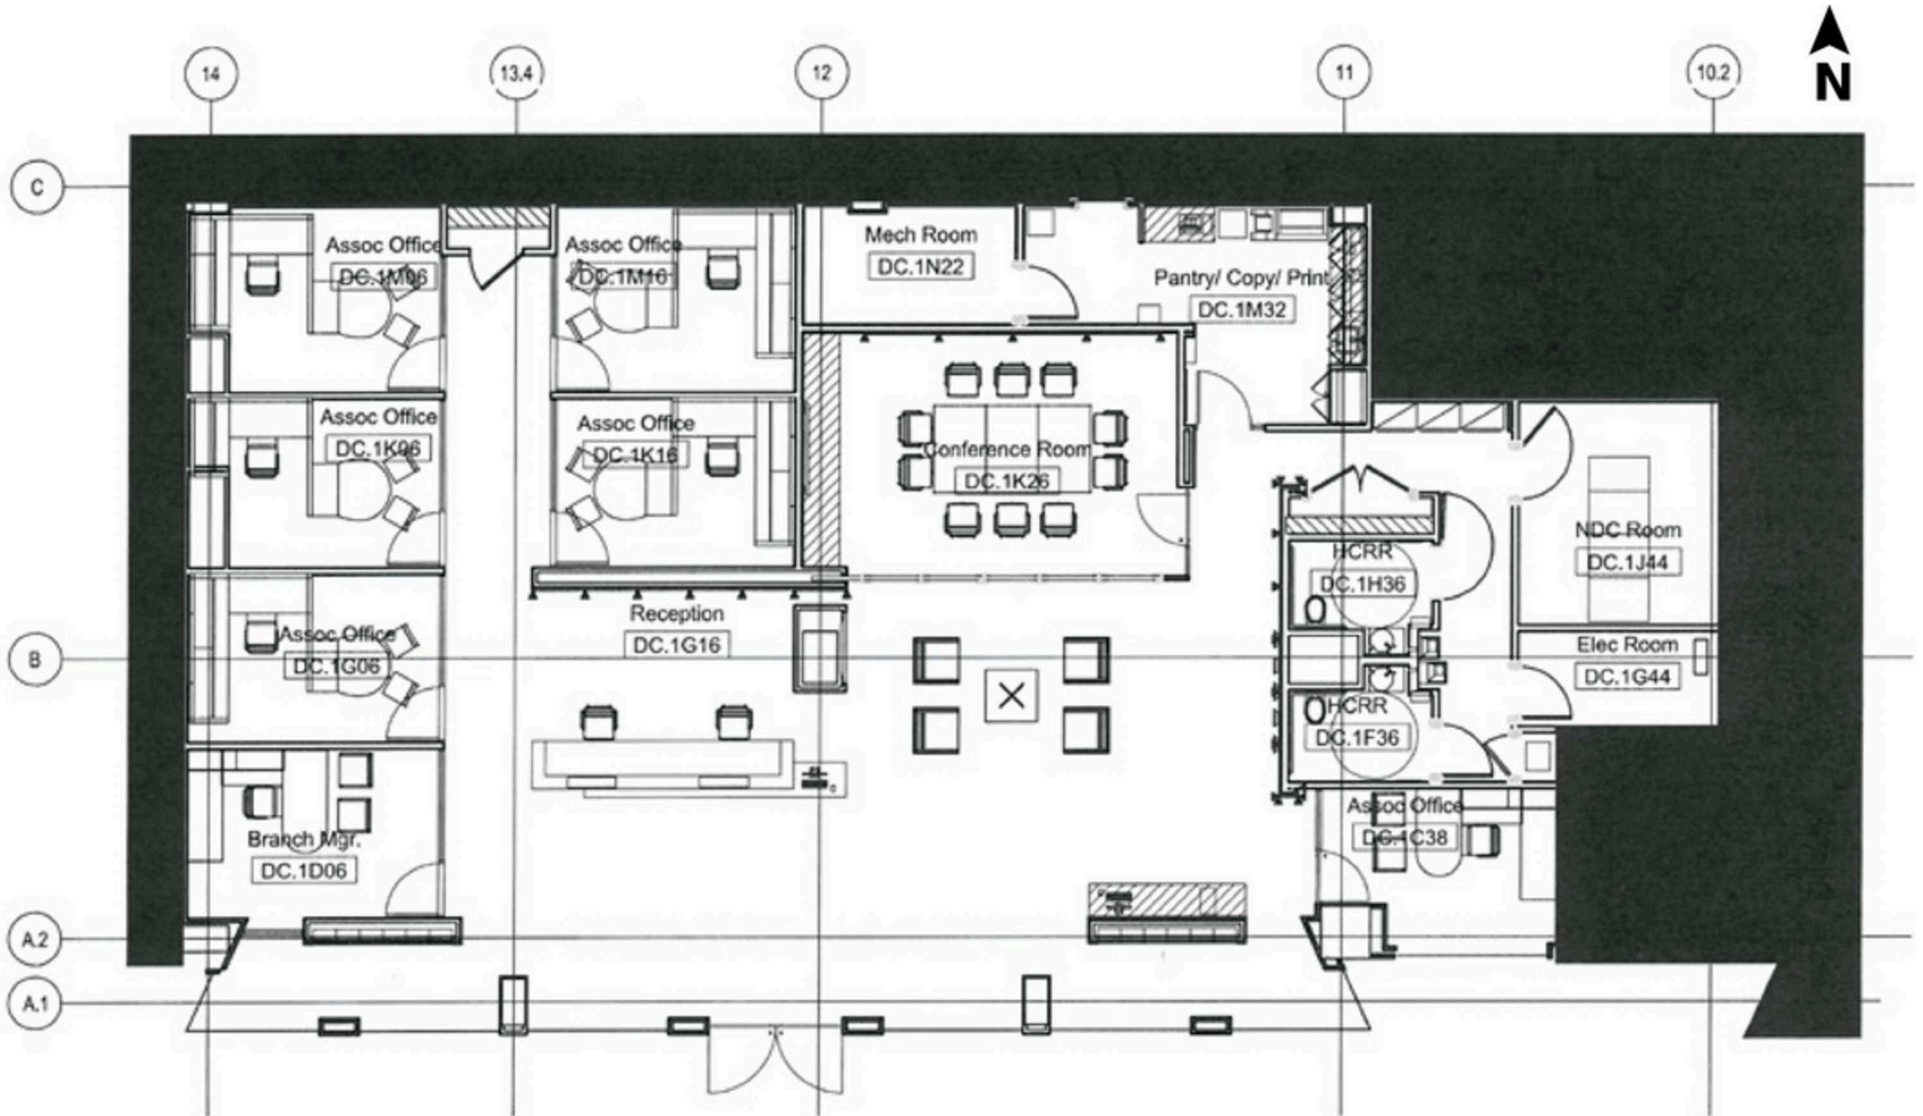 N
14
13.4
12
11
10.2
C
Assoc Office
DC.1M06
Assoc Office
DC.1M16
Mech Room
DC.1N22
Pantry/ Copy/ Print
DC.1M32
Assoc Office
DC.1K06
Assoc Office
DC.1K16
Conference Room
DC.1K26
NDC Room
DC.1J44
HCRR
DC.1H36
Reception
DC.1G16
B
Assoc Office
DC.1G06
Elec Room
DC.1G44
HCRR
DC.1F36
Assoc Office
DC.1C38
Branch Mgr.
DC.1D06
A.2
A.1